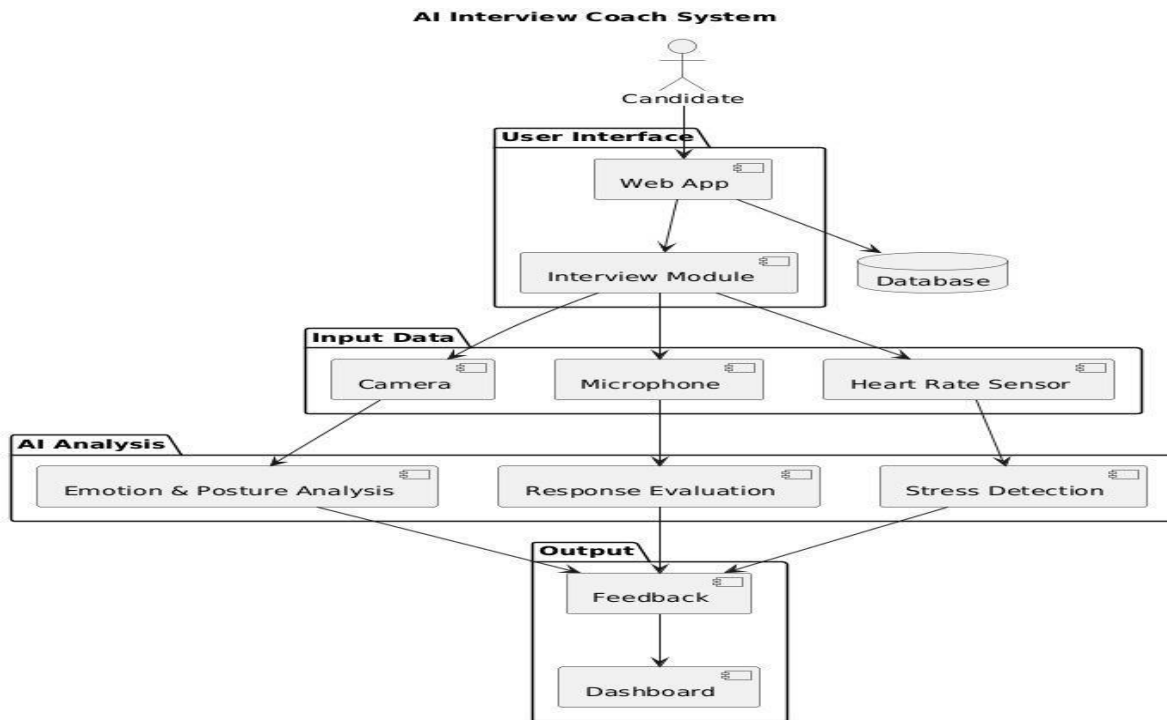 AI Interview Coach System
Candidate
User Interface
Web App
Interview Module
Database
Input Data
Camera
Microphone
Heart Rate Sensor
AI Analysis
Emotion & Posture Analysis
Response Evaluation
Stress Detection
Output
Feedback
Dashboard